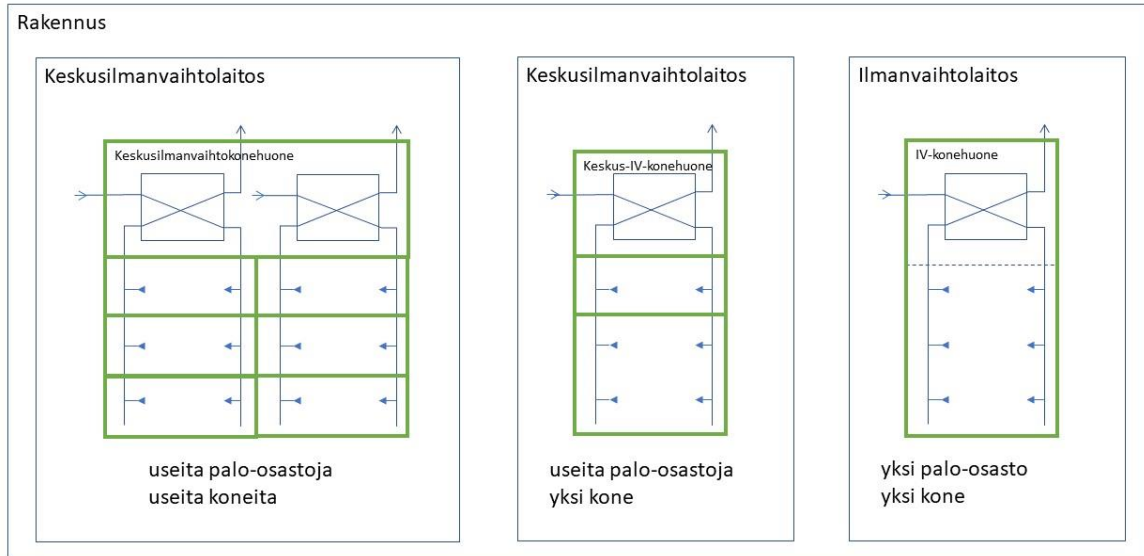 Rakennus
Keskusilmanvaihtolaitos
Keskusilmanvaihtokonehuone
useita palo-osastoja
useita koneita
Keskusilmanvaihtolaitos
Keskus-IV-konehuone
useita palo-osastoja
yksi kone
Ilmanvaihtolaitos
IV-konehuone
yksi palo-osasto
yksi kone